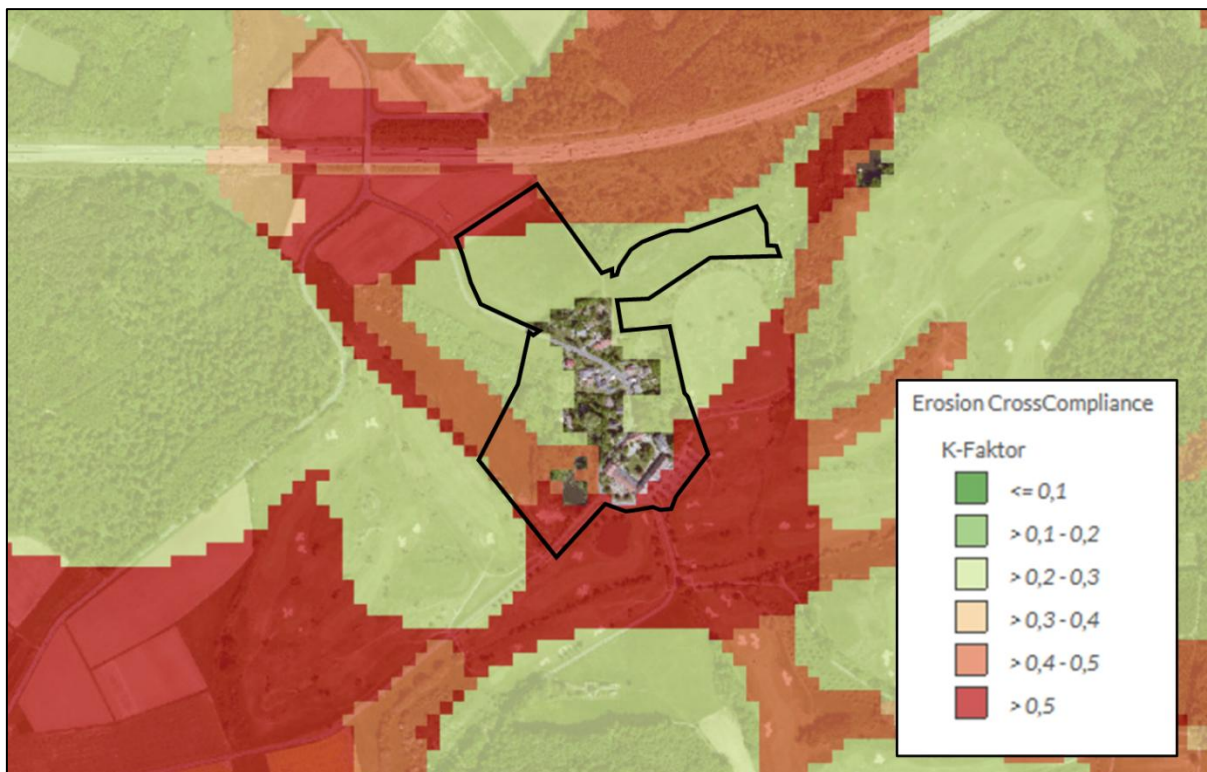 Erosion CrossCompliance
K-Faktor
<= 0,1
> 0,1 - 0,2
> 0,2 - 0,3
> 0,3 - 0,4
> 0,4 - 0,5
> 0,5